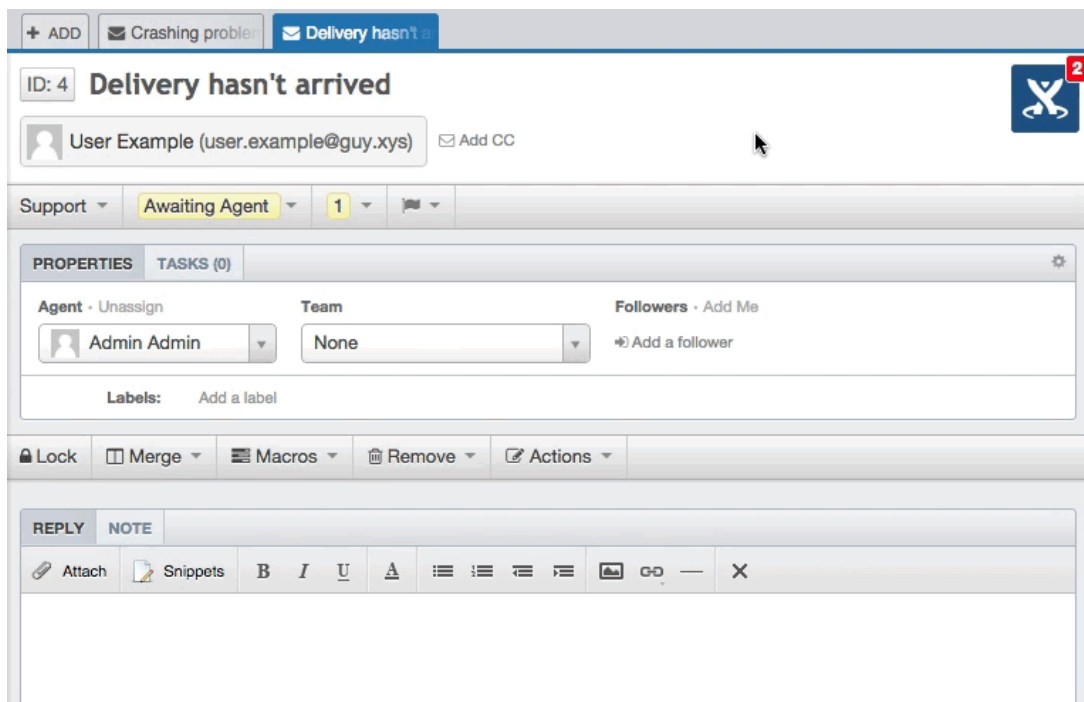 + ADD Crashing problem Delivery hasn't a
ID: 4 Delivery hasn't arrived
2
User Example (user.example@guy.xys) Add CC
Support Awaiting Agent 1
PROPERTIES TASKS (0)
Agent · Unassign Team Followers · Add Me
Admin Admin None Add a follower
Labels: Add a label
Lock Merge Macros Remove Actions
REPLY NOTE
Attach Snippets B I U A